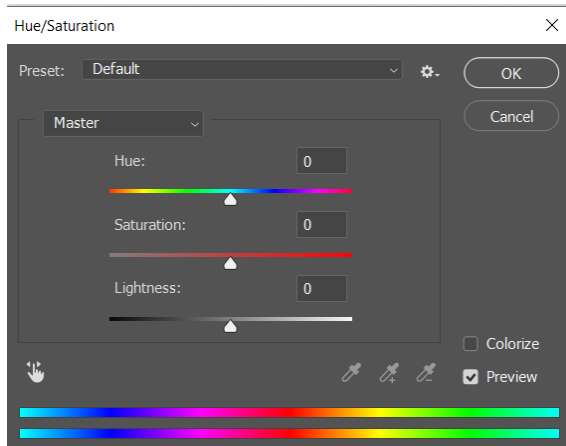 Hue/Saturation
Preset: Default
OK
Cancel
Master
Hue: 0
Saturation: 0
Lightness: 0
Colorize
Preview